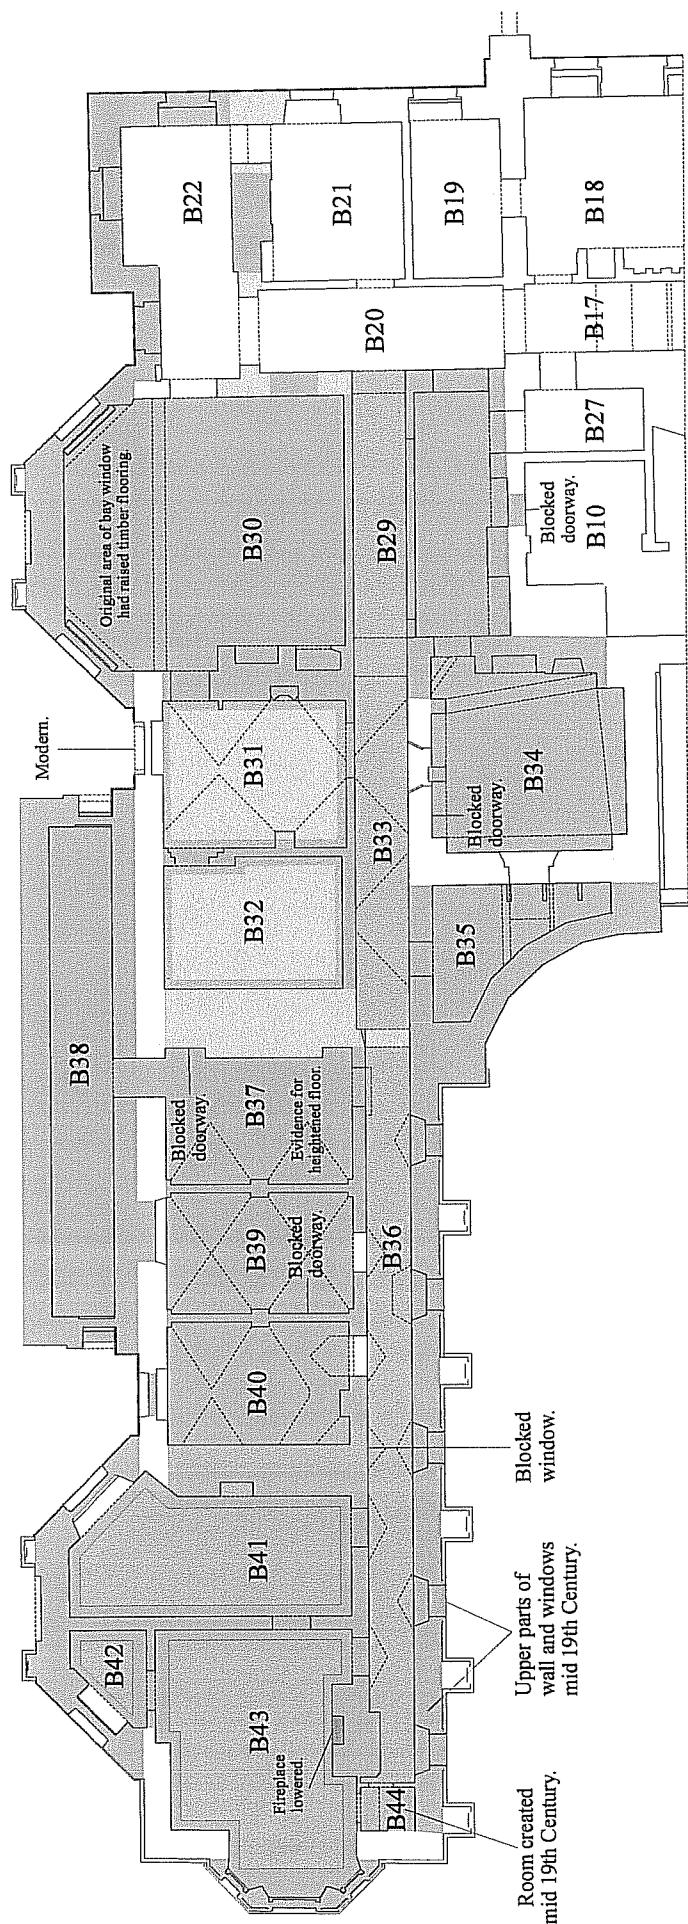 B22
B21
B19
B18
B20
B17
B27
Blocked
doorway.
B10
Original area of bay window
had raised timber flooring.
B30
B29
Modern.
B31
B33
Blocked
doorway.
B34
B32
B35
B38
Blocked
doorway.
B37
Evidence for
heightened floor.
B39
Blocked
doorway.
B36
B40
Blocked
window.
B41
B42
B43
Fireplace
lowered.
B44
Upper parts of
wall and windows
mid 19th Century.
Room created
mid 19th Century.